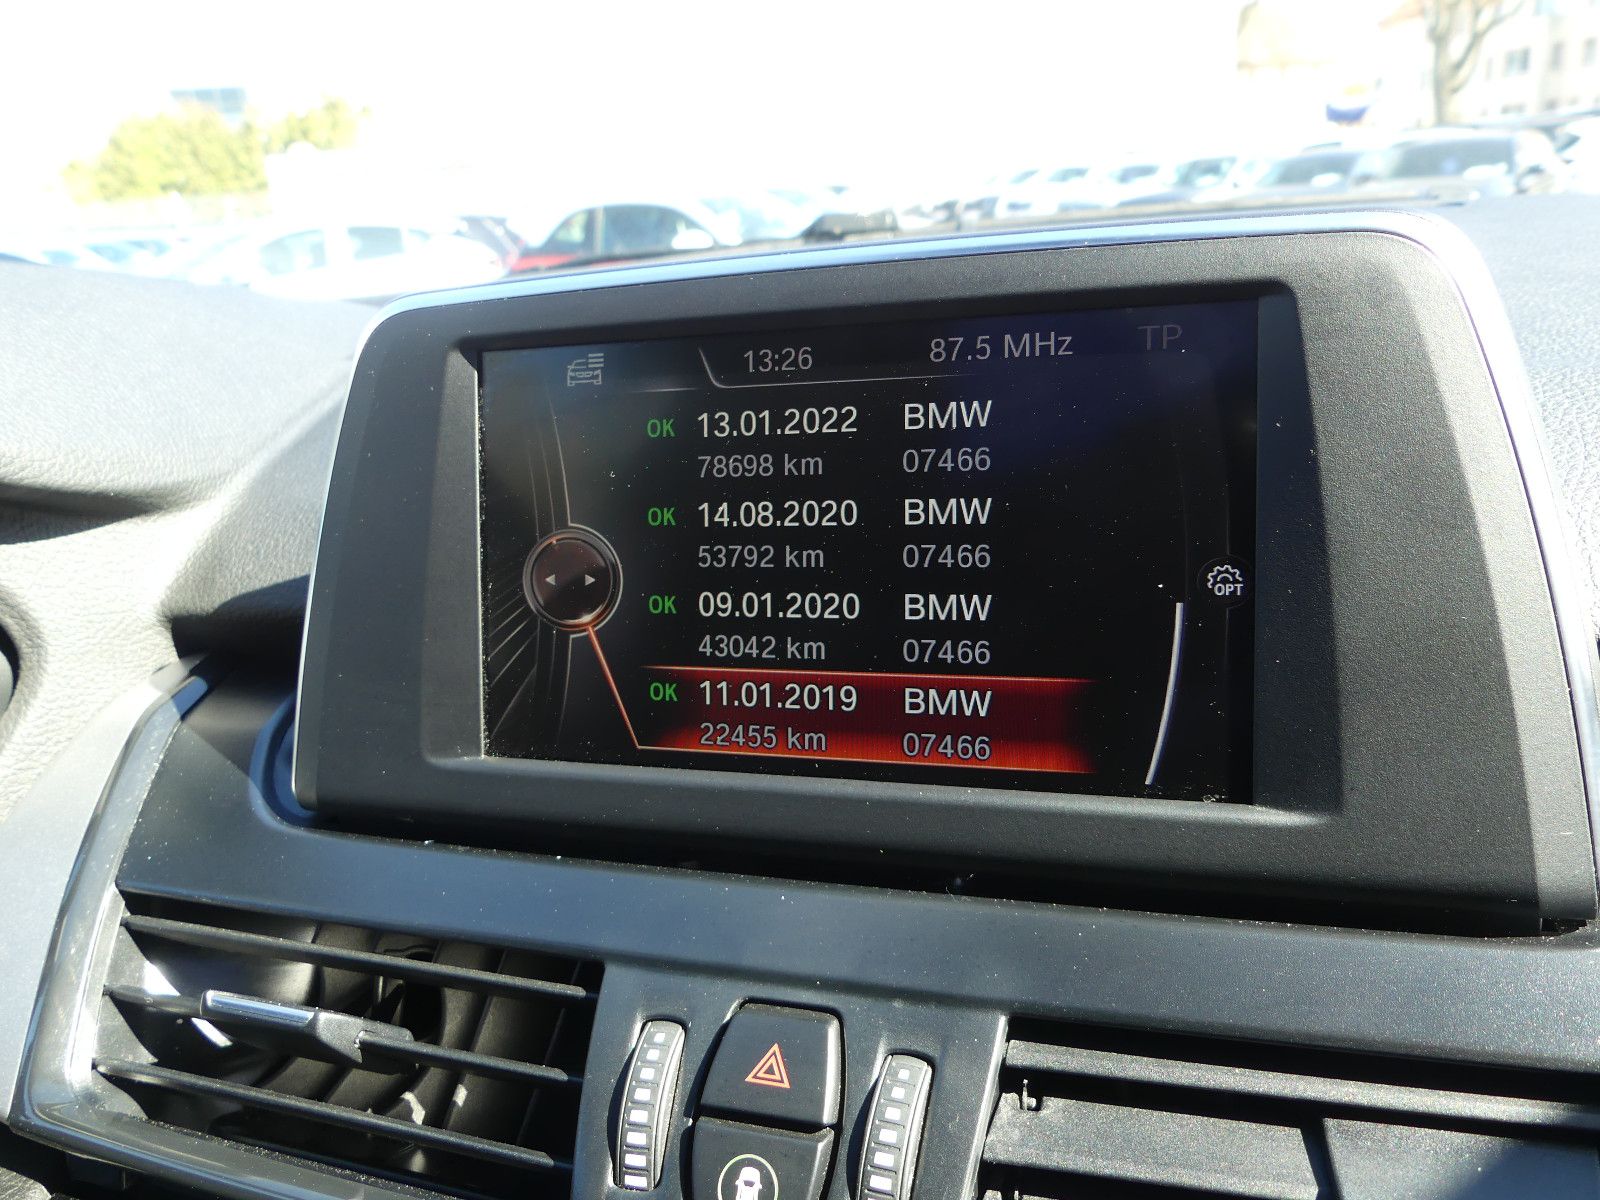 13:26 87.5 MHz TP
OK 13.01.2022 BMW
78698 km 07466
OK 14.08.2020 BMW
53792 km 07466
OK 09.01.2020 BMW
43042 km 07466
OK 11.01.2019 BMW
22455 km 07466
OPT